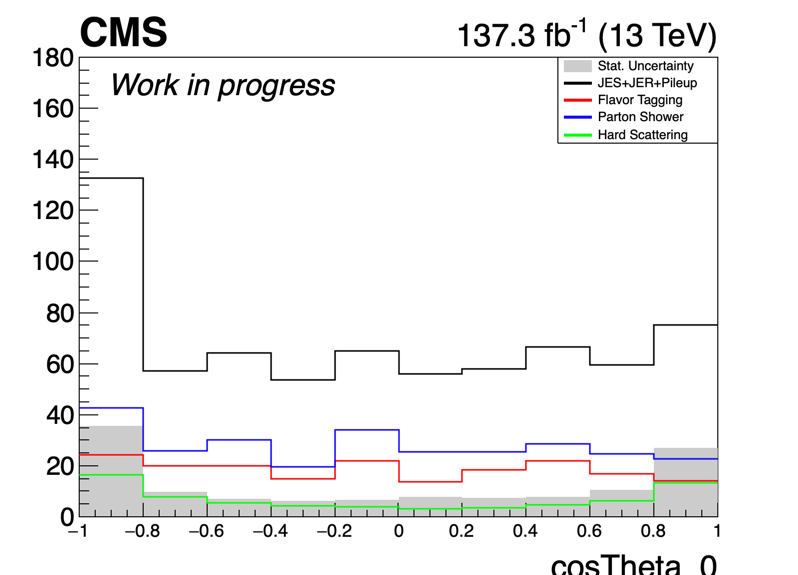 CMS
137.3 fb-1 (13 TeV)
Work in progress
Stat. Uncertainty
JES+JER+Pileup
Flavor Tagging
Parton Shower
Hard Scattering
180
160
140
120
100
80
60
40
20
0
−1 −0.8 −0.6 −0.4 −0.2 0 0.2 0.4 0.6 0.8 1
cosTheta_0